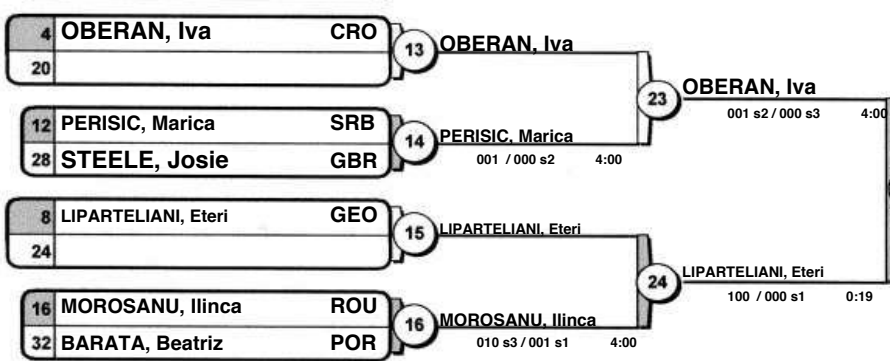 4 OBERAN, Iva CRO
20
13 OBERAN, Iva
12 PERISIC, Marica SRB
28 STEELE, Josie GBR
14 PERISIC, Marica
001 / 000 s2 4:00
23 OBERAN, Iva
001 s2 / 000 s3 4:00
8 LIPARTELIANI, Eteri GEO
24
15 LIPARTELIANI, Eteri
16 MOROSANU, Ilinca ROU
32 BARATA, Beatriz POR
16 MOROSANU, Ilinca
010 s3 / 001 s1 4:00
24 LIPARTELIANI, Eteri
100 / 000 s1 0:19